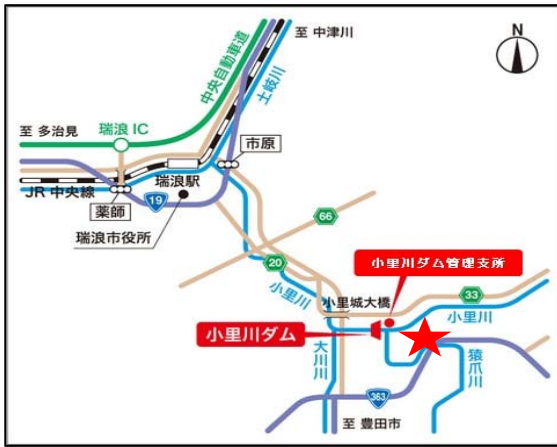 至 中津川
N
中央自動車道
土岐川
至 多治見
瑞浪 IC
市原
JR 中央線
瑞浪駅
薬師
19
瑞浪市役所
66
20
小里川
小里川ダム管理支所
小里城大橋
33
小里川
小里川ダム
大川川
猿爪川
363
至 豊田市